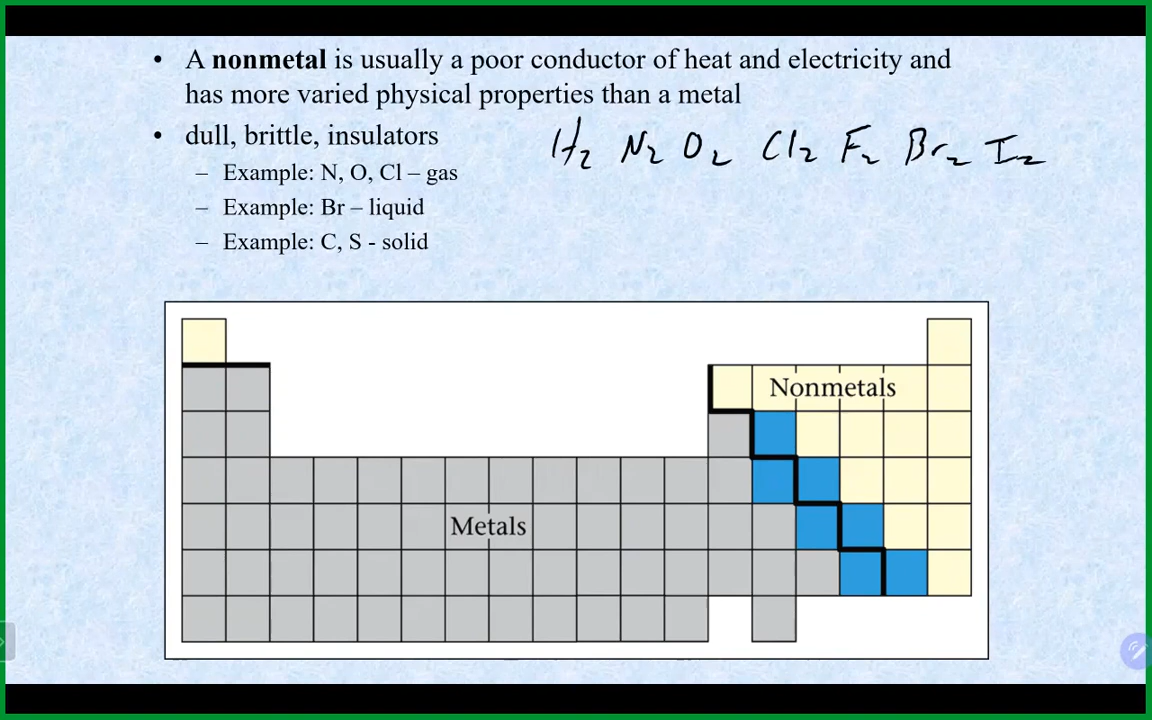 • A nonmetal is usually a poor conductor of heat and electricity and
has more varied physical properties than a metal
• dull, brittle, insulators
H₂ N₂ O₂ Cl₂ F₂ Br₂ I₂
– Example: N, O, Cl – gas
– Example: Br – liquid
– Example: C, S - solid
Nonmetals
Metals